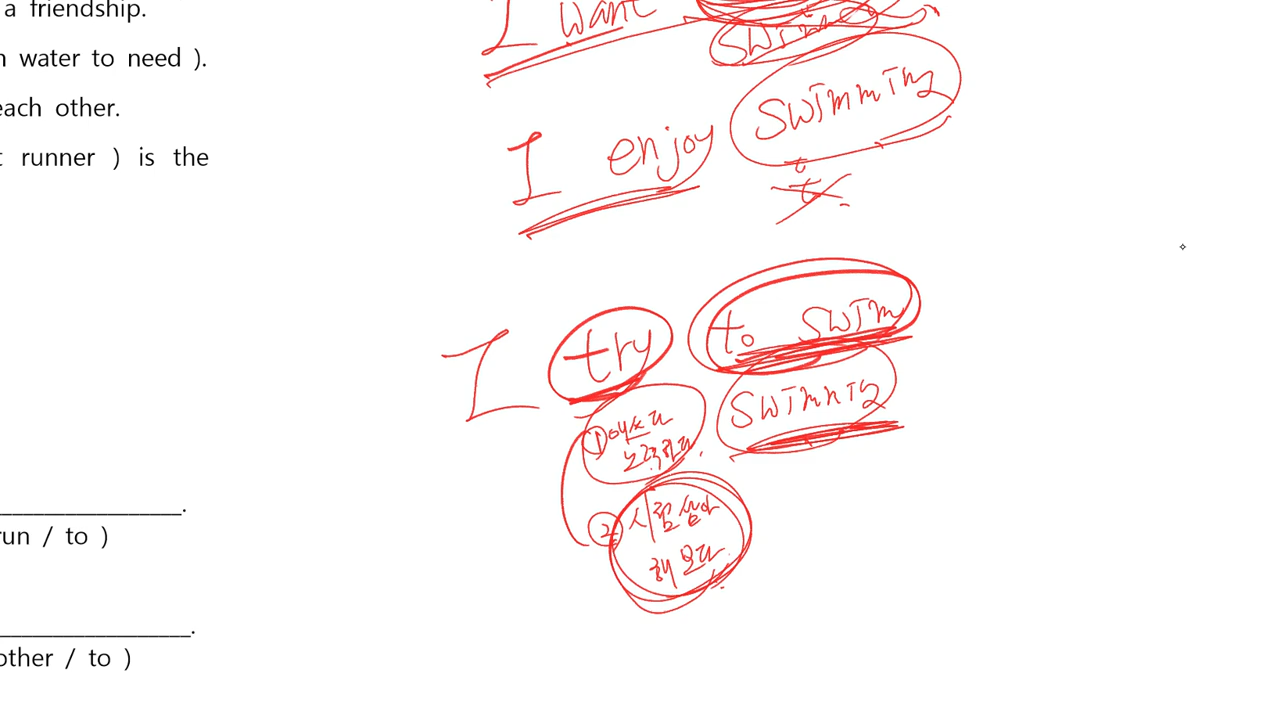 a friendship.
I want
swimming
n water to need ).
I enjoy swimming
each other.
t runner ) is the
I try to swim
swimming
① 애쓰다
노력하다.
② 시험삼아
해보다.
.
run / to )
.
other / to )